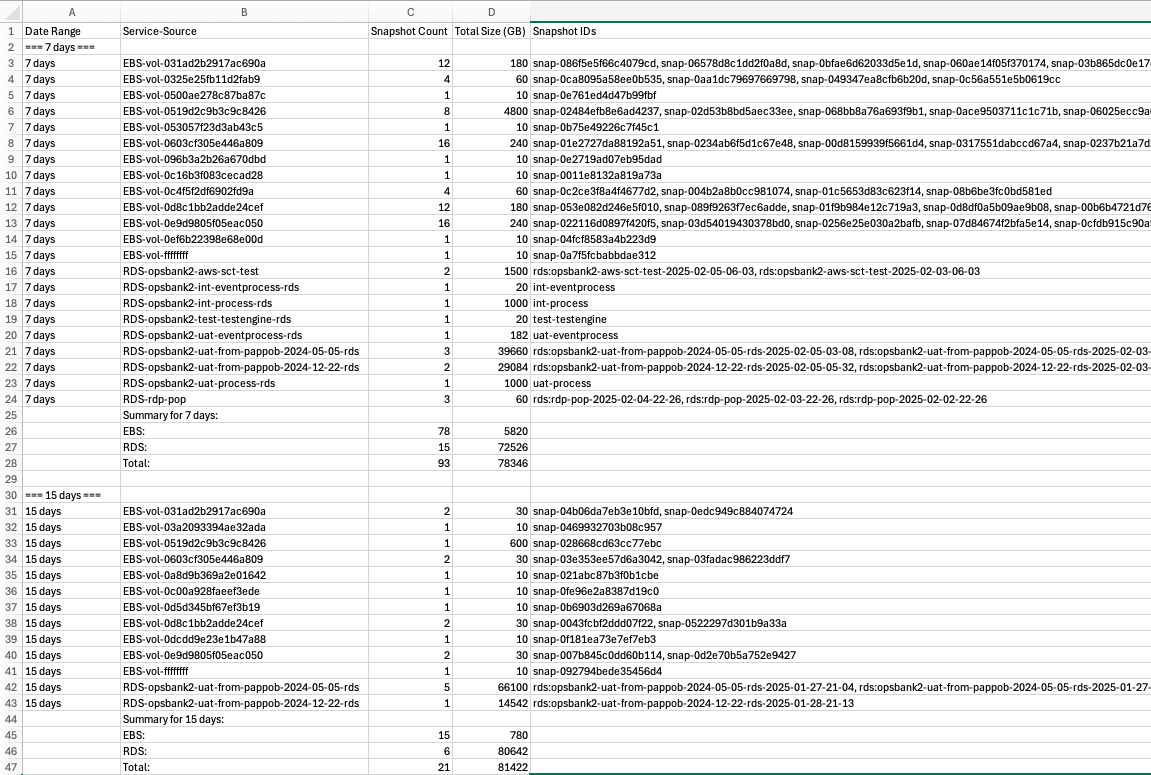 A B C D
1 Date Range Service-Source Snapshot Count Total Size (GB) Snapshot IDs
2 === 7 days ===
3 7 days EBS-vol-031ad2b2917ac690a 12 180 snap-086f5e5f66c4079cd, snap-06578d8c1dd2f0a8d, snap-0bfae6d62033d5e1d, snap-060ae14f05f370174, snap-03b865dc0e17
4 7 days EBS-vol-0325e25fb11d2fab9 4 60 snap-0ca8095a58ee0b535, snap-0aa1dc79697669798, snap-049347ea8cfb6b20d, snap-0c56a551e5b0619cc
5 7 days EBS-vol-0500ae278c87ba87c 1 10 snap-0e761ed4d47b99fbf
6 7 days EBS-vol-0519d2c9b3c9c8426 8 4800 snap-02484efb8e6ad4237, snap-02d53b8bd5aec33ee, snap-068bb8a76a693f9b1, snap-0ace9503711c1c71b, snap-06025ecc9a
7 7 days EBS-vol-053057f23d3ab43c5 1 10 snap-0b75e49226c7f45c1
8 7 days EBS-vol-0603cf305e446a809 16 240 snap-01e2727da88192a51, snap-0234ab6f5d1c67e48, snap-00d8159939f5661d4, snap-0317551dabccd67a4, snap-0237b21a7d
9 7 days EBS-vol-096b3a2b26a670dbd 1 10 snap-0e2719ad07eb95dad
10 7 days EBS-vol-0c16b3f083cecad28 1 10 snap-0011e8132a819a73a
11 7 days EBS-vol-0c4f5f2df6902fd9a 4 60 snap-0c2ce3f8a4f4677d2, snap-004b2a8b0cc981074, snap-01c5653d83c623f14, snap-08b6be3fc0bd581ed
12 7 days EBS-vol-0d8c1bb2adde24cef 12 180 snap-053e082d246e5f010, snap-089f9263f7ec6adde, snap-01f9b984e12c719a3, snap-0d8df0a5b09ae9b08, snap-00b6b4721d76
13 7 days EBS-vol-0e9d9805f05eac050 16 240 snap-022116d0897f420f5, snap-03d54019430378bd0, snap-0256e25e030a2bafb, snap-07d84674f2bfa5e14, snap-0cfdb915c90a
14 7 days EBS-vol-0ef6b22398e68e00d 1 10 snap-04fcf8583a4b223d9
15 7 days EBS-vol-ffffffff 1 10 snap-0a7f5fcbabbdae312
16 7 days RDS-opsbank2-aws-sct-test 2 1500 rds:opsbank2-aws-sct-test-2025-02-05-06-03, rds:opsbank2-aws-sct-test-2025-02-03-06-03
17 7 days RDS-opsbank2-int-eventprocess-rds 1 20 int-eventprocess
18 7 days RDS-opsbank2-int-process-rds 1 1000 int-process
19 7 days RDS-opsbank2-test-testengine-rds 1 20 test-testengine
20 7 days RDS-opsbank2-uat-eventprocess-rds 1 182 uat-eventprocess
21 7 days RDS-opsbank2-uat-from-pappob-2024-05-05-rds 3 39660 rds:opsbank2-uat-from-pappob-2024-05-05-rds-2025-02-05-03-08, rds:opsbank2-uat-from-pappob-2024-05-05-rds-2025-02-03-
22 7 days RDS-opsbank2-uat-from-pappob-2024-12-22-rds 2 29084 rds:opsbank2-uat-from-pappob-2024-12-22-rds-2025-02-05-05-32, rds:opsbank2-uat-from-pappob-2024-12-22-rds-2025-02-03-
23 7 days RDS-opsbank2-uat-process-rds 1 1000 uat-process
24 7 days RDS-rdp-pop 3 60 rds:rdp-pop-2025-02-04-22-26, rds:rdp-pop-2025-02-03-22-26, rds:rdp-pop-2025-02-02-22-26
25 Summary for 7 days:
26 EBS: 78 5820
27 RDS: 15 72526
28 Total: 93 78346
29
30 === 15 days ===
31 15 days EBS-vol-031ad2b2917ac690a 2 30 snap-04b06da7eb3e10bfd, snap-0edc949c884074724
32 15 days EBS-vol-03a2093394ae32ada 1 10 snap-0469932703b08c957
33 15 days EBS-vol-0519d2c9b3c9c8426 1 600 snap-028668cd63cc77ebc
34 15 days EBS-vol-0603cf305e446a809 2 30 snap-03e353ee57d6a3042, snap-03fadac986223ddf7
35 15 days EBS-vol-0a8d9b369a2e01642 1 10 snap-021abc87b3f0b1cbe
36 15 days EBS-vol-0c00a928faeef3ede 1 10 snap-0fe96e2a8387d19c0
37 15 days EBS-vol-0d5d345bf67ef3b19 1 10 snap-0b6903d269a67068a
38 15 days EBS-vol-0d8c1bb2adde24cef 2 30 snap-0043fcbf2ddd07f22, snap-0522297d301b9a33a
39 15 days EBS-vol-0dcdd9e23e1b47a88 1 10 snap-0f181ea73e7ef7eb3
40 15 days EBS-vol-0e9d9805f05eac050 2 30 snap-007b845c0dd60b114, snap-0d2e70b5a752e9427
41 15 days EBS-vol-ffffffff 1 10 snap-092794bede35456d4
42 15 days RDS-opsbank2-uat-from-pappob-2024-05-05-rds 5 66100 rds:opsbank2-uat-from-pappob-2024-05-05-rds-2025-01-27-21-04, rds:opsbank2-uat-from-pappob-2024-05-05-rds-2025-01-27-
43 15 days RDS-opsbank2-uat-from-pappob-2024-12-22-rds 1 14542 rds:opsbank2-uat-from-pappob-2024-12-22-rds-2025-01-28-21-13
44 Summary for 15 days:
45 EBS: 15 780
46 RDS: 6 80642
47 Total: 21 81422